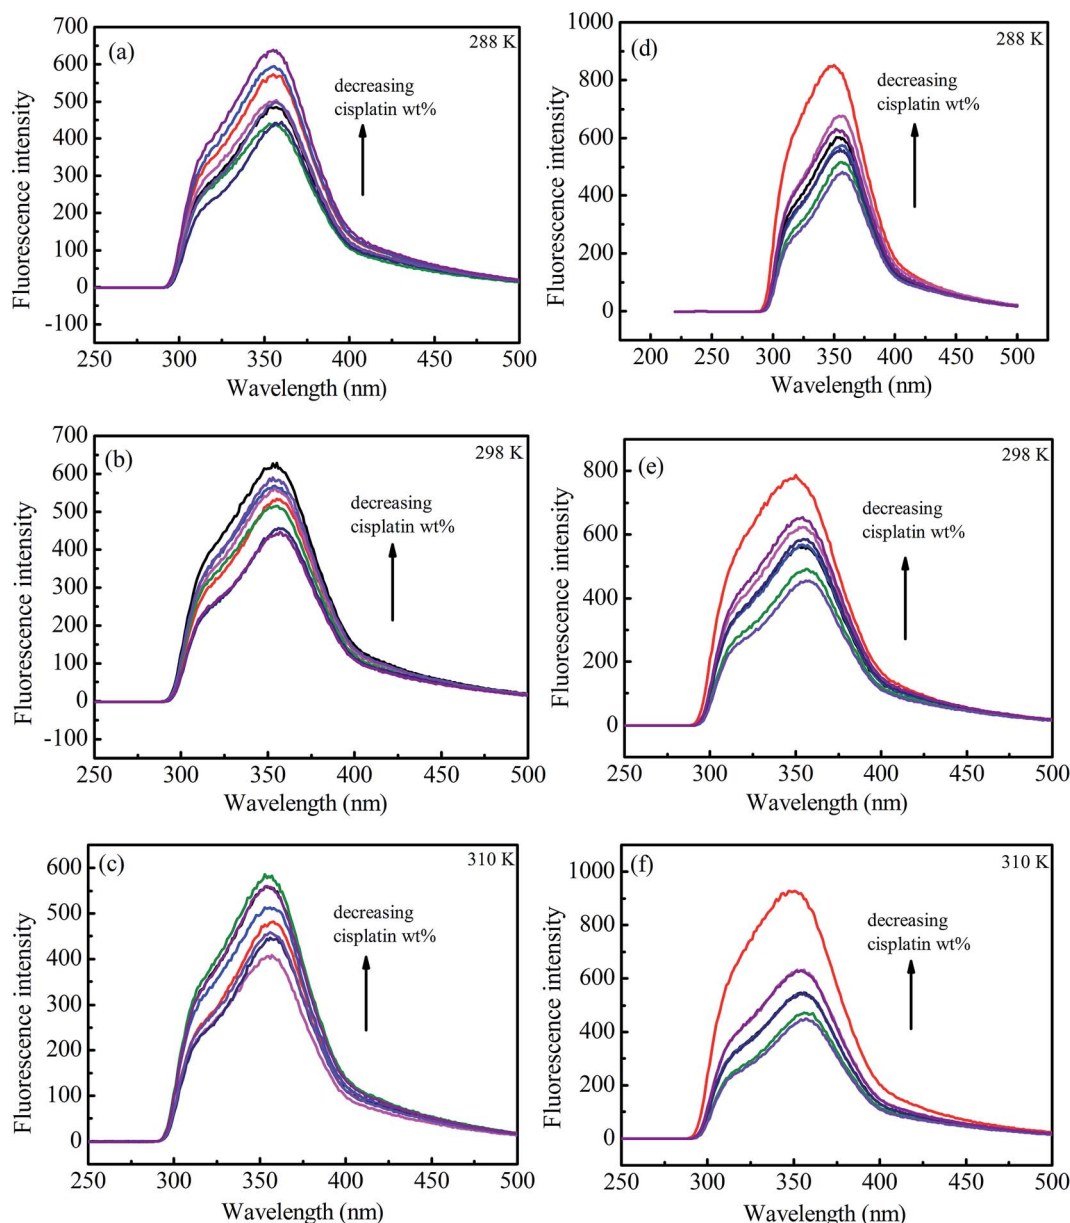 (a)
288 K
decreasing
cisplatin wt%
Fluorescence intensity
700
600
500
400
300
200
100
0
-100
250 300 350 400 450 500
Wavelength (nm)
(d)
288 K
decreasing
cisplatin wt%
Fluorescence intensity
1000
800
600
400
200
0
200 250 300 350 400 450 500
Wavelength (nm)
(b)
298 K
decreasing
cisplatin wt%
Fluorescence intensity
700
600
500
400
300
200
100
0
-100
250 300 350 400 450 500
Wavelength (nm)
(e)
298 K
decreasing
cisplatin wt%
Fluorescence intensity
800
600
400
200
0
250 300 350 400 450 500
Wavelength (nm)
(c)
310 K
decreasing
cisplatin wt%
Fluorescence intensity
600
500
400
300
200
100
0
250 300 350 400 450 500
Wavelength (nm)
(f)
310 K
decreasing
cisplatin wt%
Fluorescence intensity
1000
800
600
400
200
0
250 300 350 400 450 500
Wavelength (nm)